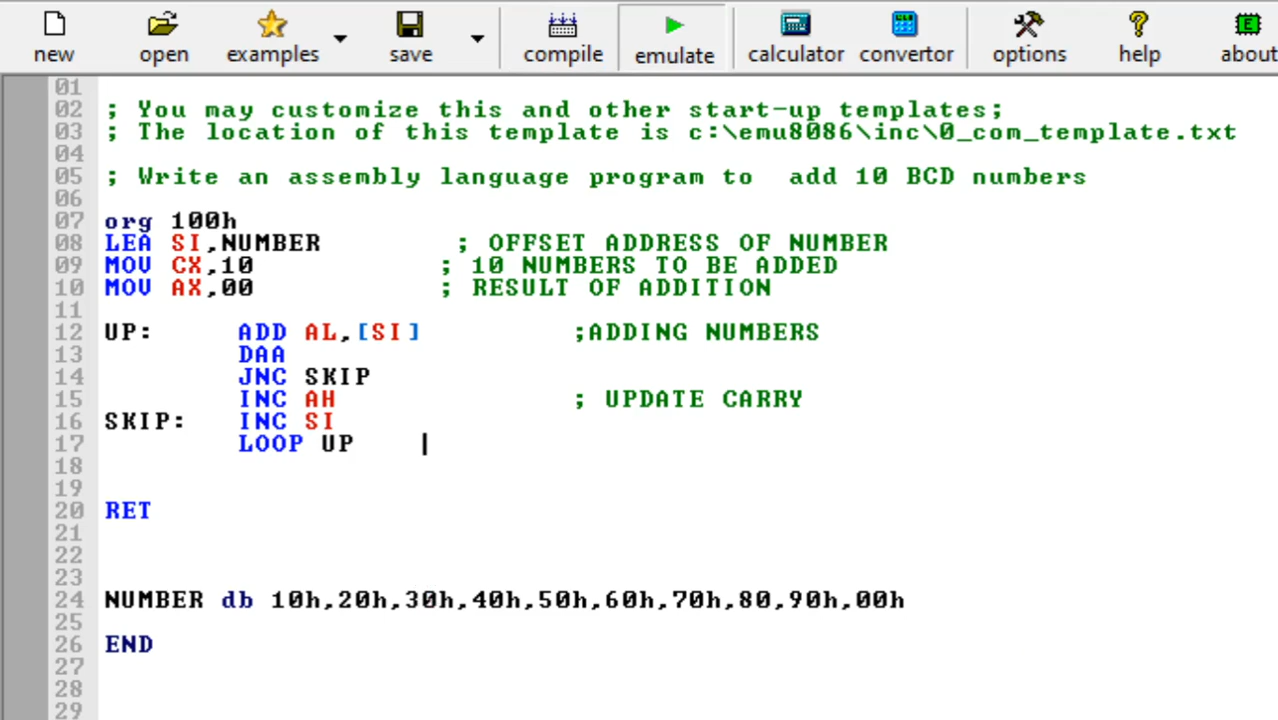 new open examples save compile emulate calculator convertor options help about
01
02 ; You may customize this and other start-up templates;
03 ; The location of this template is c:\emu8086\inc\0_com_template.txt
04
05 ; Write an assembly language program to  add 10 BCD numbers
06
07 org 100h
08 LEA SI,NUMBER ; OFFSET ADDRESS OF NUMBER
09 MOV CX,10 ; 10 NUMBERS TO BE ADDED
10 MOV AX,00 ; RESULT OF ADDITION
11
12 UP: ADD AL,[SI] ;ADDING NUMBERS
13 DAA
14 JNC SKIP
15 INC AH ; UPDATE CARRY
16 SKIP: INC SI
17 LOOP UP
18
19
20 RET
21
22
23
24 NUMBER db 10h,20h,30h,40h,50h,60h,70h,80,90h,00h
25
26 END
27
28
29